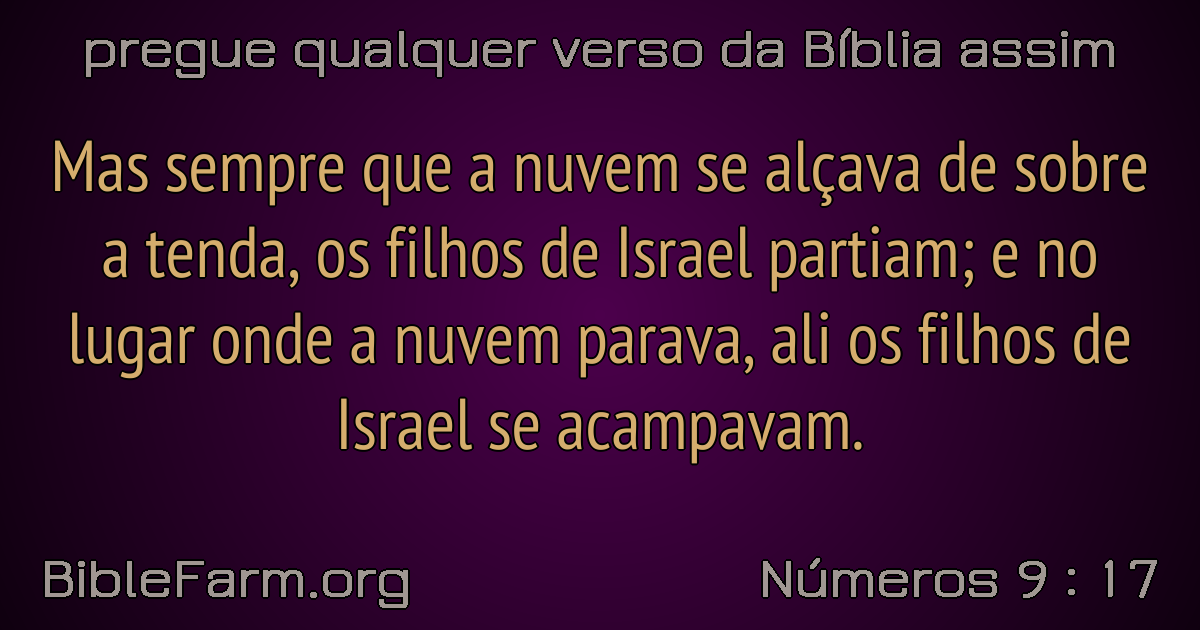 pregue qualquer verso da Bíblia assim
Mas sempre que a nuvem se alçava de sobre
a tenda, os filhos de Israel partiam; e no
lugar onde a nuvem parava, ali os filhos de
Israel se acampavam.
BibleFarm.org
Números 9 : 17